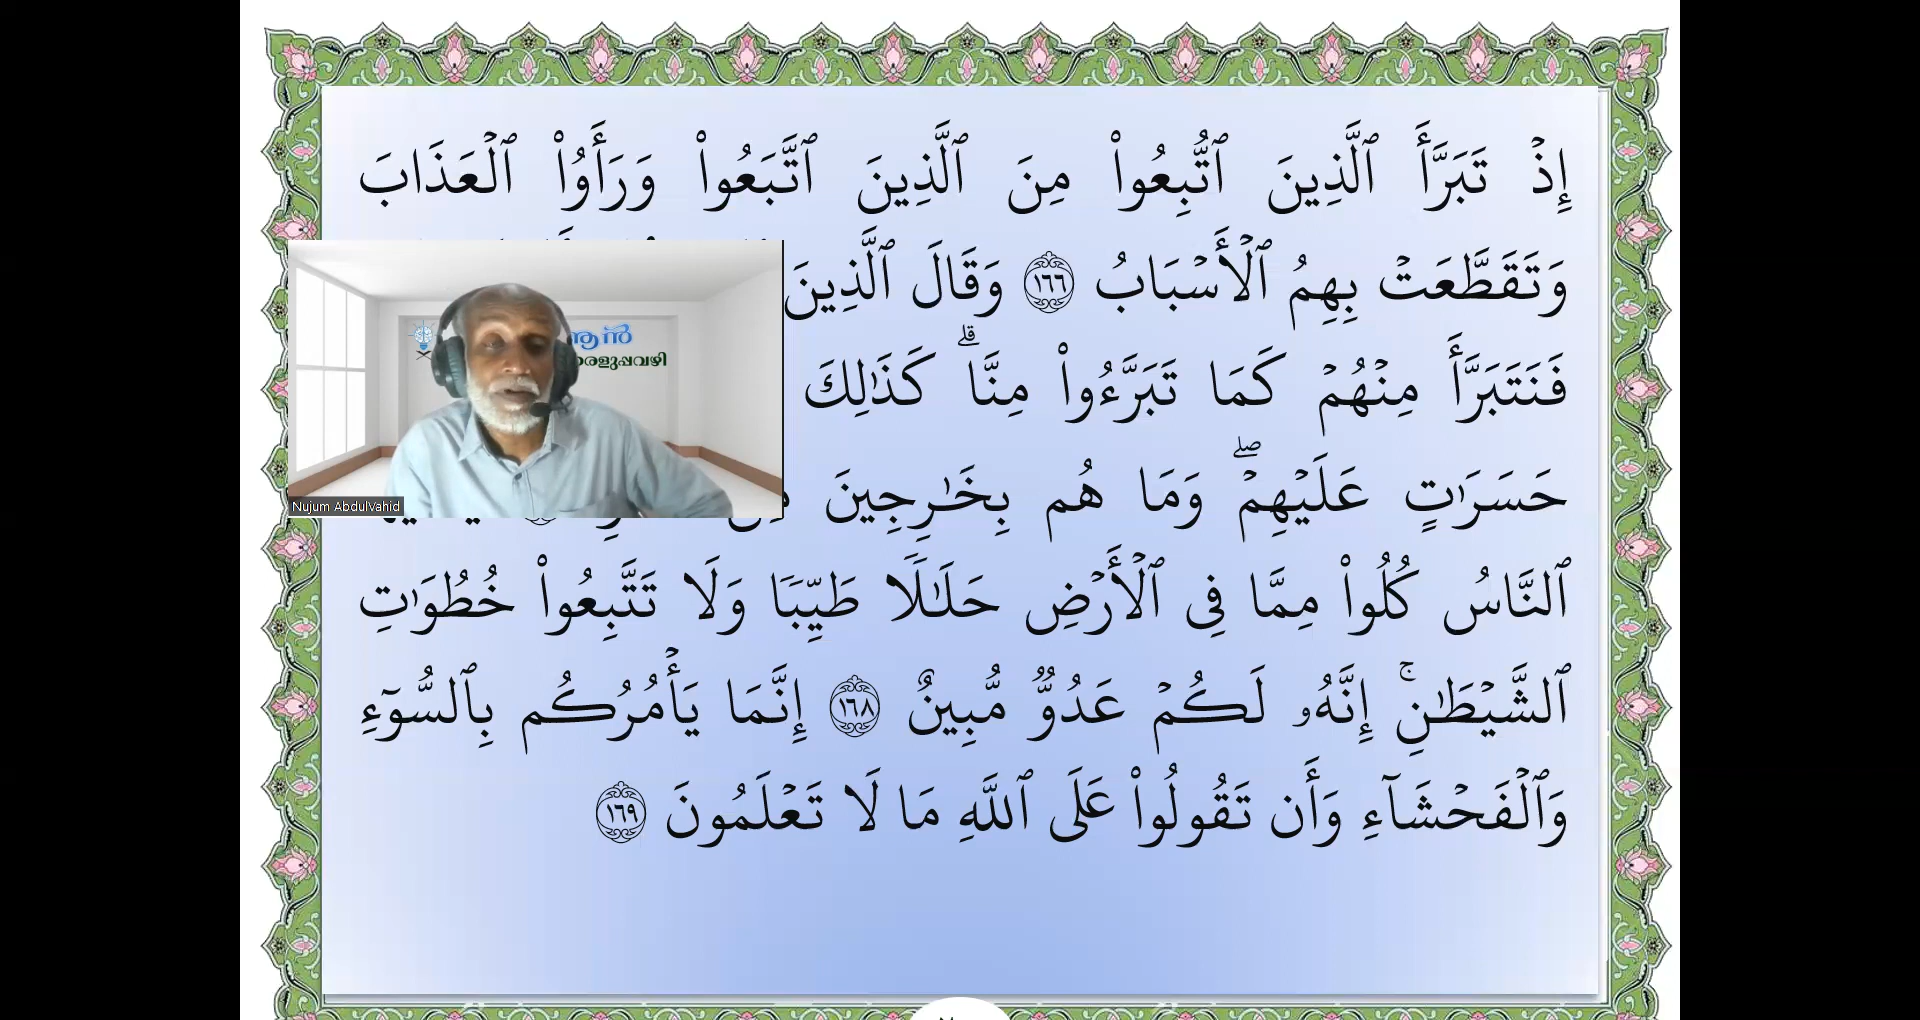 إِذۡ تَبَرَّأَ ٱلَّذِينَ ٱتُّبِعُواْ مِنَ ٱلَّذِينَ ٱتَّبَعُواْ وَرَأَوُاْ ٱلۡعَذَابَ
وَتَقَطَّعَتۡ بِهِمُ ٱلۡأَسۡبَابُ ١٦٦ وَقَالَ ٱلَّذِينَ
فَنَتَبَرَّأَ مِنۡهُمۡ كَمَا تَبَرَّءُواْ مِنَّاۗ كَذَٰلِكَ
حَسَرَٰتٍ عَلَيۡهِمۡۖ وَمَا هُم بِخَٰرِجِينَ
ٱلنَّاسُ كُلُواْ مِمَّا فِي ٱلۡأَرۡضِ حَلَٰلٗا طَيِّبٗا وَلَا تَتَّبِعُواْ خُطُوَٰتِ
ٱلشَّيۡطَٰنِۚ إِنَّهُۥ لَكُمۡ عَدُوّٞ مُّبِينٌ ١٦٨ إِنَّمَا يَأۡمُرُكُم بِٱلسُّوٓءِ
وَٱلۡفَحۡشَآءِ وَأَن تَقُولُواْ عَلَى ٱللَّهِ مَا لَا تَعۡلَمُونَ ١٦٩
Nujum AbdulVahid